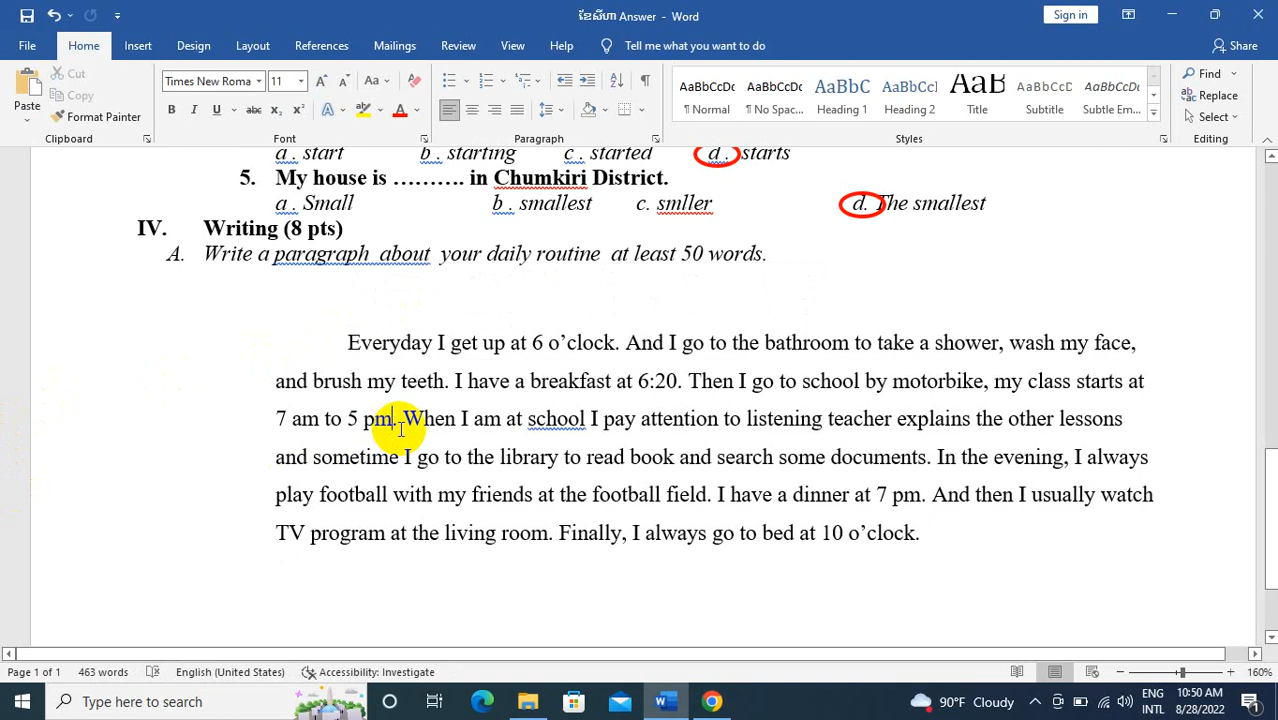 ខែសីហា Answer - Word
Sign in
File Home Insert Design Layout References Mailings Review View Help Tell me what you want to do Share
Paste
Cut
Copy
Format Painter
Clipboard
Times New Roma 11
Font
Paragraph
AaBbCcDc AaBbCcDc AaBbC AaBbCc AaB AaBbCcD AaBbCcDc
¶ Normal ¶ No Spac... Heading 1 Heading 2 Title Subtitle Subtle Em...
Styles
Find
Replace
Select
Editing
a . start b . starting c . started d . starts
5. My house is ………. in Chumkiri District.
a . Small b . smallest c. smller d. The smallest
IV. Writing (8 pts)
A. Write a paragraph about your daily routine at least 50 words.
Everyday I get up at 6 o’clock. And I go to the bathroom to take a shower, wash my face,
and brush my teeth. I have a breakfast at 6:20. Then I go to school by motorbike, my class starts at
7 am to 5 pm. When I am at school I pay attention to listening teacher explains the other lessons
and sometime I go to the library to read book and search some documents. In the evening, I always
play football with my friends at the football field. I have a dinner at 7 pm. And then I usually watch
TV program at the living room. Finally, I always go to bed at 10 o’clock.
Page 1 of 1 463 words English (United States) Accessibility: Investigate 160%
Type here to search
90°F Cloudy
ENG
INTL
10:50 AM
8/28/2022